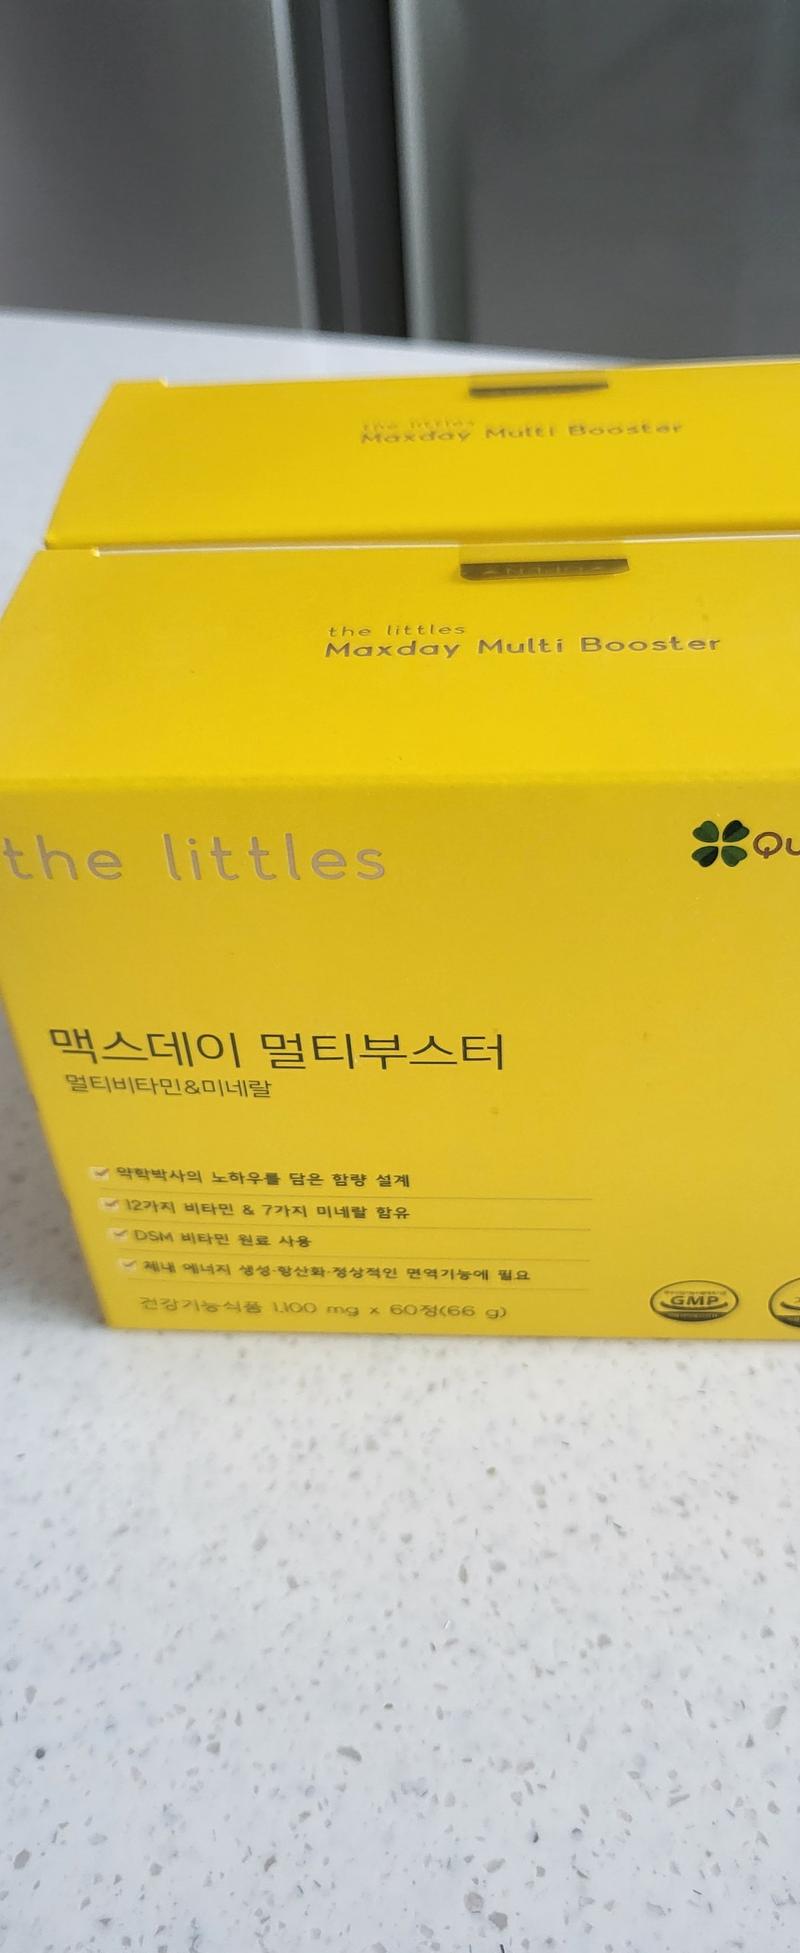 the littles
Maxday Multi Booster
the littles
Maxday Multi Booster
the littles
맥스데이 멀티부스터
멀티비타민&미네랄
약학박사의 노하우를 담은 함량 설계
12가지 비타민 & 7가지 미네랄 함유
DSM 비타민 원료 사용
체내 에너지 생성·항산화·정상적인 면역기능에 필요
건강기능식품 1,100 mg x 60정(66 g)
GMP